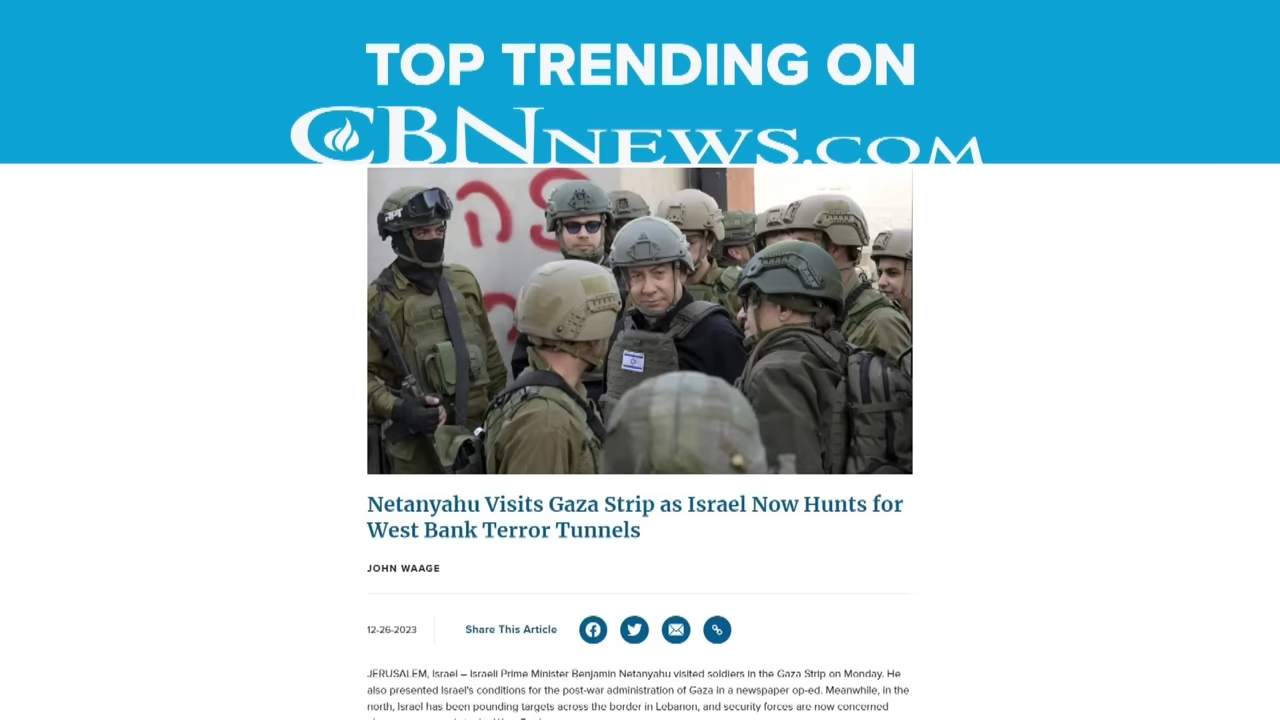 TOP TRENDING ON
CBNNEWS.COM
פה
Netanyahu Visits Gaza Strip as Israel Now Hunts for
West Bank Terror Tunnels
JOHN WAAGE
12-26-2023 Share This Article
JERUSALEM, Israel – Israeli Prime Minister Benjamin Netanyahu visited soldiers in the Gaza Strip on Monday. He
also presented Israel's conditions for the post-war administration of Gaza in a newspaper op-ed. Meanwhile, in the
north, Israel has been pounding targets across the border in Lebanon, and security forces are now concerned